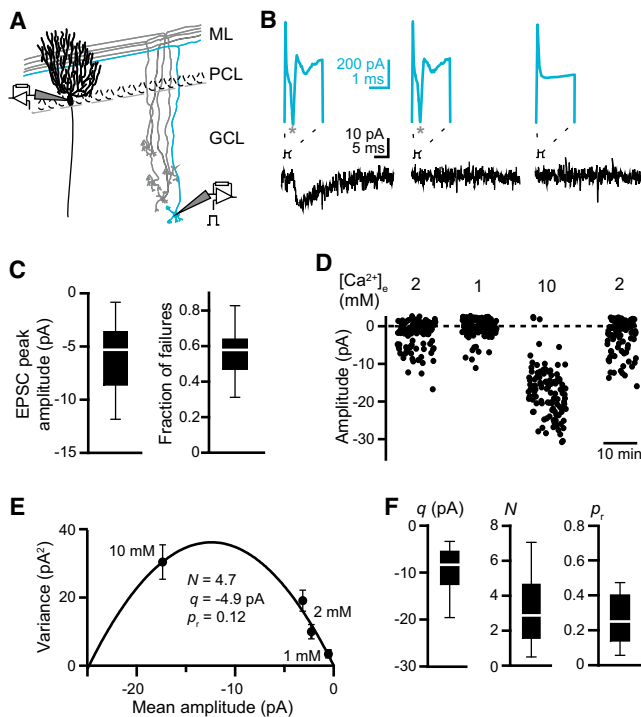 A
ML
PCL
GCL
B
200 pA
1 ms
*
*
10 pA
5 ms
C
EPSC peak
amplitude (pA)
0
-5
-10
-15
Fraction of failures
0.8
0.6
0.4
0.2
0
D
[Ca²⁺]ₑ
(mM)
2
1
10
2
Amplitude (pA)
0
-10
-20
-30
10 min
E
Variance (pA²)
40
20
0
10 mM
N = 4.7
q = -4.9 pA
pᵣ = 0.12
2 mM
1 mM
-20
-10
0
Mean amplitude (pA)
F
q (pA)
0
-10
-20
-30
N
8
6
4
2
0
pᵣ
0.8
0.6
0.4
0.2
0